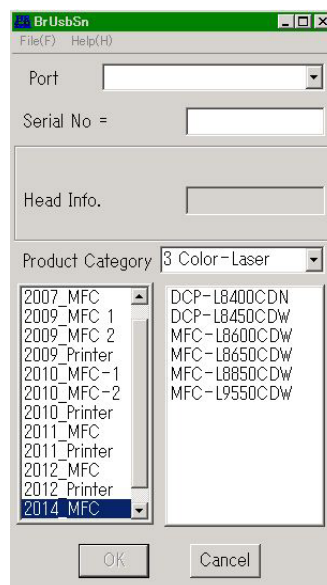 BrUsbSn
File(F) Help(H)
Port
Serial No =
Head Info.
Product Category 3 Color-Laser
2007_MFC
2009_MFC 1
2009_MFC 2
2009_Printer
2010_MFC-1
2010_MFC-2
2010_Printer
2011_MFC
2011_Printer
2012_MFC
2012_Printer
2014_MFC
DCP-L8400CDN
DCP-L8450CDW
MFC-L8600CDW
MFC-L8650CDW
MFC-L8850CDW
MFC-L9550CDW
OK Cancel